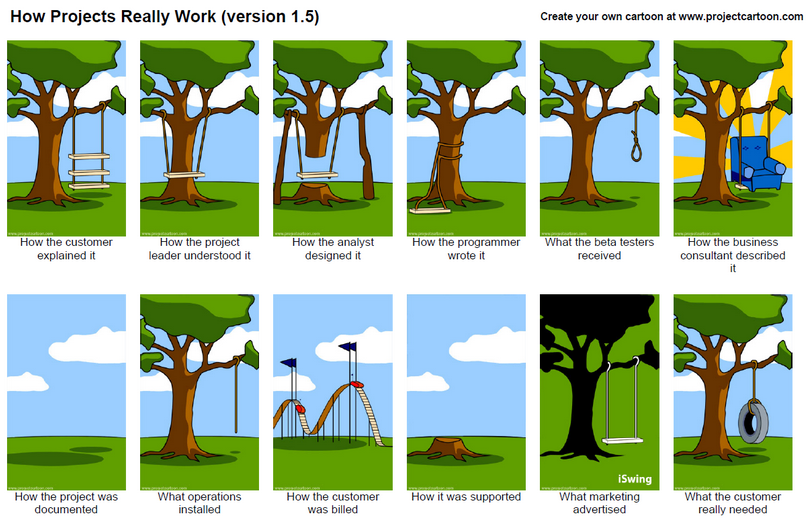 How Projects Really Work (version 1.5)
Create your own cartoon at www.projectcartoon.com
www.projectcartoon.com
www.projectcartoon.com
www.projectcartoon.com
www.projectcartoon.com
www.projectcartoon.com
www.projectcartoon.com
How the customer
explained it
How the project
leader understood it
How the analyst
designed it
How the programmer
wrote it
What the beta testers
received
How the business
consultant described
it
iSwing
www.projectcartoon.com
www.projectcartoon.com
www.projectcartoon.com
www.projectcartoon.com
www.projectcartoon.com
www.projectcartoon.com
How the project was
documented
What operations
installed
How the customer
was billed
How it was supported
What marketing
advertised
What the customer
really needed